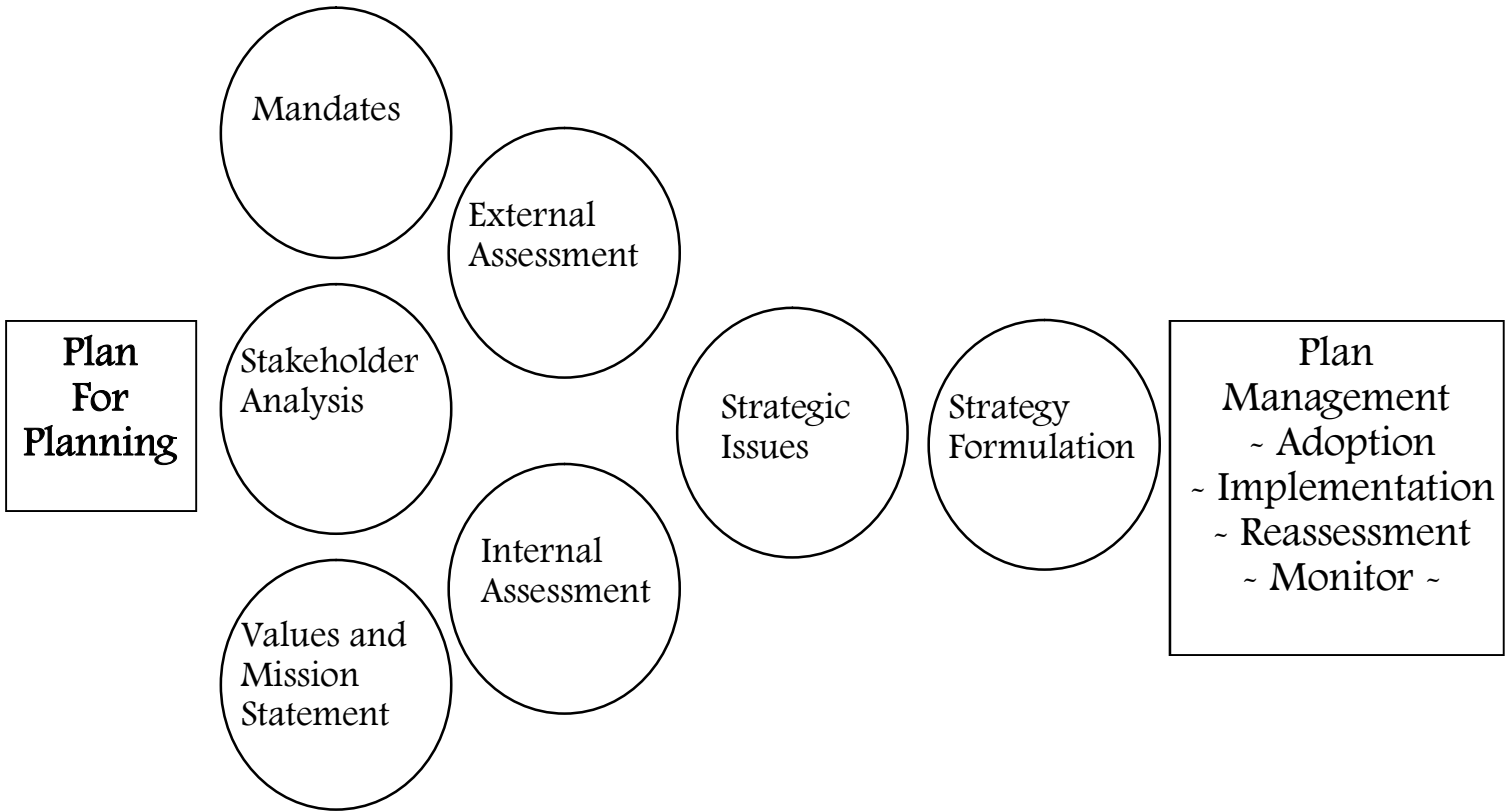 Plan
For
Planning
Mandates
Stakeholder
Analysis
Values and
Mission
Statement
External
Assessment
Internal
Assessment
Strategic
Issues
Strategy
Formulation
Plan
Management
~ Adoption
~ Implementation
~ Reassessment
~ Monitor ~